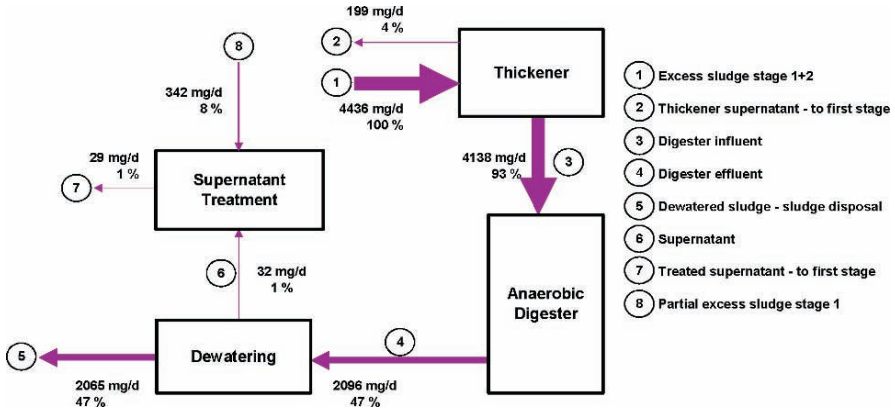 199 mg/d
4 %
2
8
Thickener
1
342 mg/d
8 %
4436 mg/d
100 %
4138 mg/d
93 %
3
29 mg/d
1 %
7
Supernatant
Treatment
6
32 mg/d
1 %
Anaerobic
Digester
5
Dewatering
4
2065 mg/d
47 %
2096 mg/d
47 %
1 Excess sludge stage 1+2
2 Thickener supernatant - to first stage
3 Digester influent
4 Digester effluent
5 Dewatered sludge - sludge disposal
6 Supernatant
7 Treated supernatant - to first stage
8 Partial excess sludge stage 1